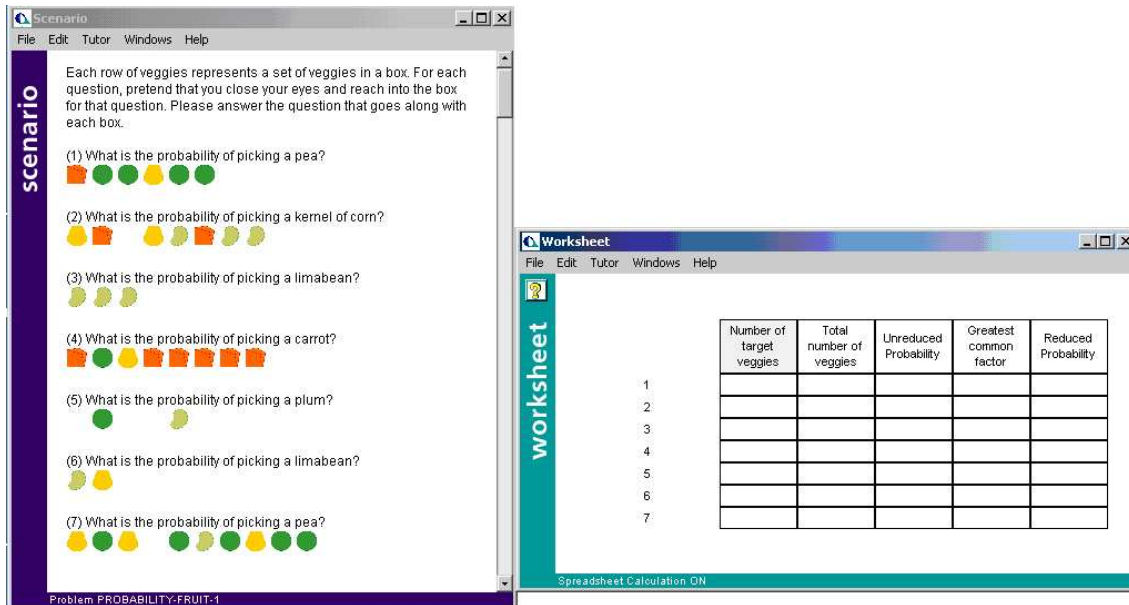 Scenario
File Edit Tutor Windows Help
scenario
Each row of veggies represents a set of veggies in a box. For each
question, pretend that you close your eyes and reach into the box
for that question. Please answer the question that goes along with
each box.
(1) What is the probability of picking a pea?
(2) What is the probability of picking a kernel of corn?
(3) What is the probability of picking a limabean?
(4) What is the probability of picking a carrot?
(5) What is the probability of picking a plum?
(6) What is the probability of picking a limabean?
(7) What is the probability of picking a pea?
Problem PROBABILITY-FRUIT-1
Worksheet
File Edit Tutor Windows Help
?
worksheet
Number of target veggies
Total number of veggies
Unreduced Probability
Greatest common factor
Reduced Probability
1
2
3
4
5
6
7
Spreadsheet Calculation ON